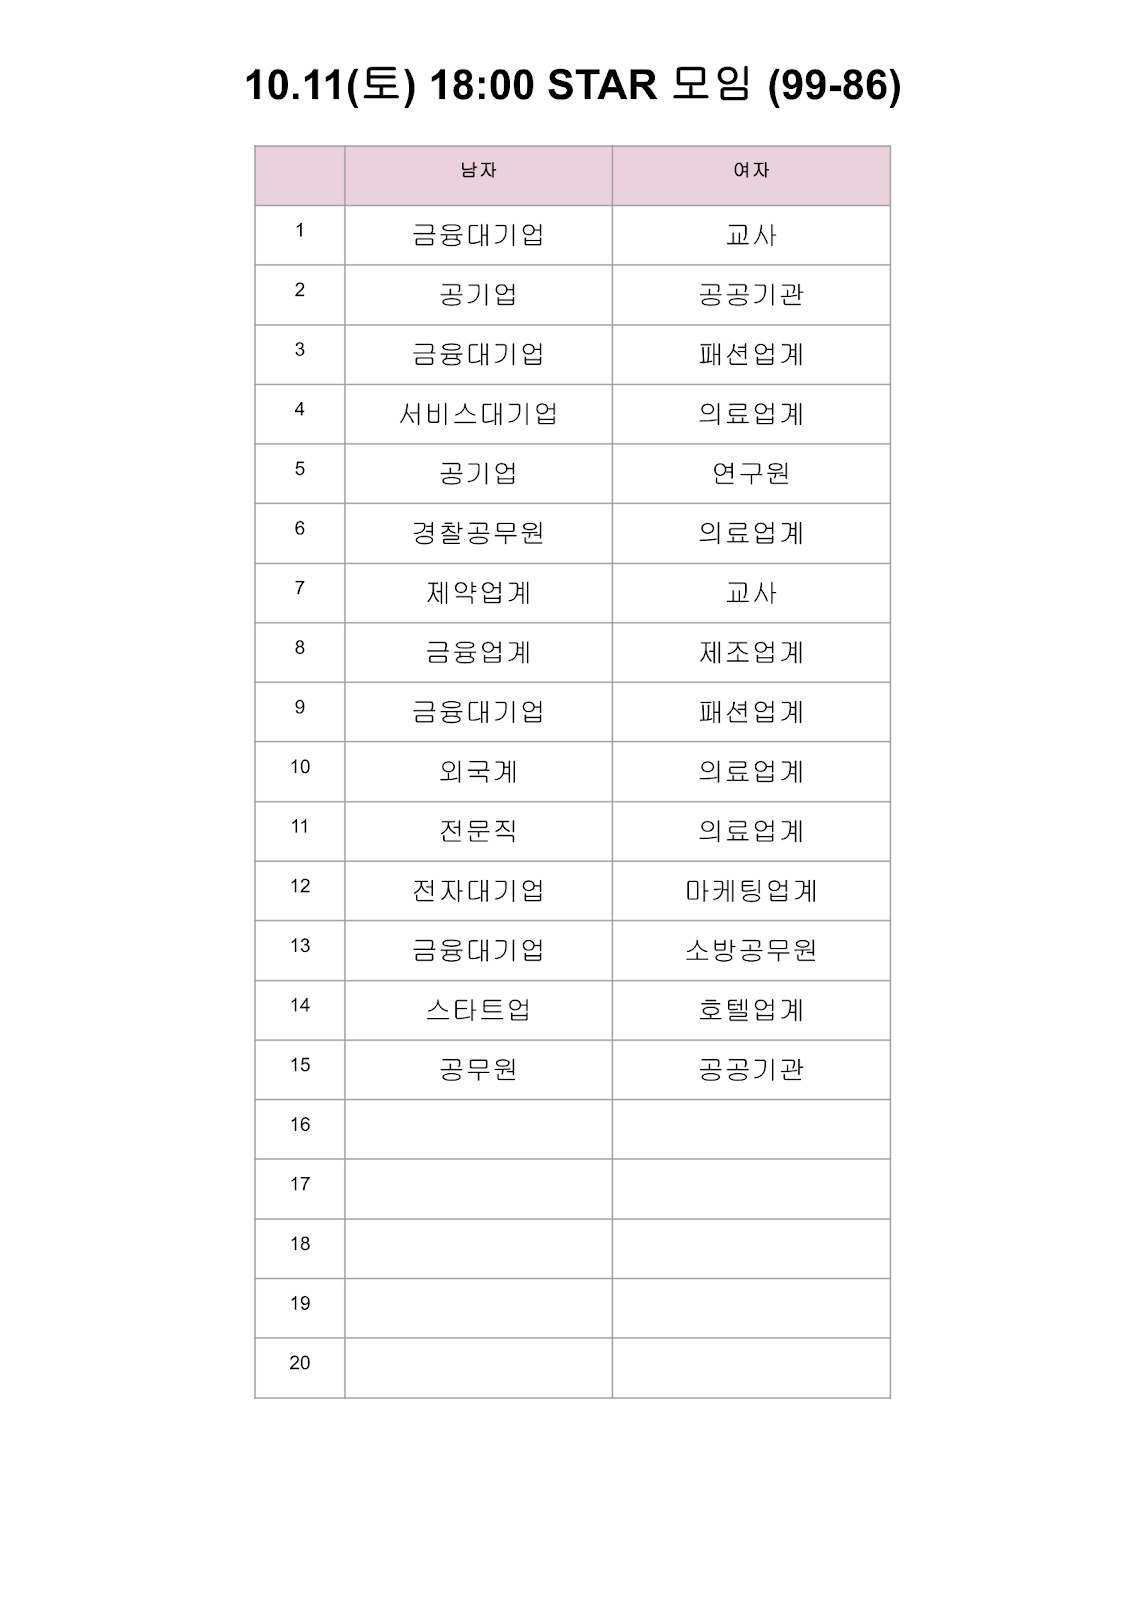 10.11(토) 18:00 STAR 모임 (99-86)
남자 여자
1 금융대기업 교사
2 공기업 공공기관
3 금융대기업 패션업계
4 서비스대기업 의료업계
5 공기업 연구원
6 경찰공무원 의료업계
7 제약업계 교사
8 금융업계 제조업계
9 금융대기업 패션업계
10 외국계 의료업계
11 전문직 의료업계
12 전자대기업 마케팅업계
13 금융대기업 소방공무원
14 스타트업 호텔업계
15 공무원 공공기관
16
17
18
19
20